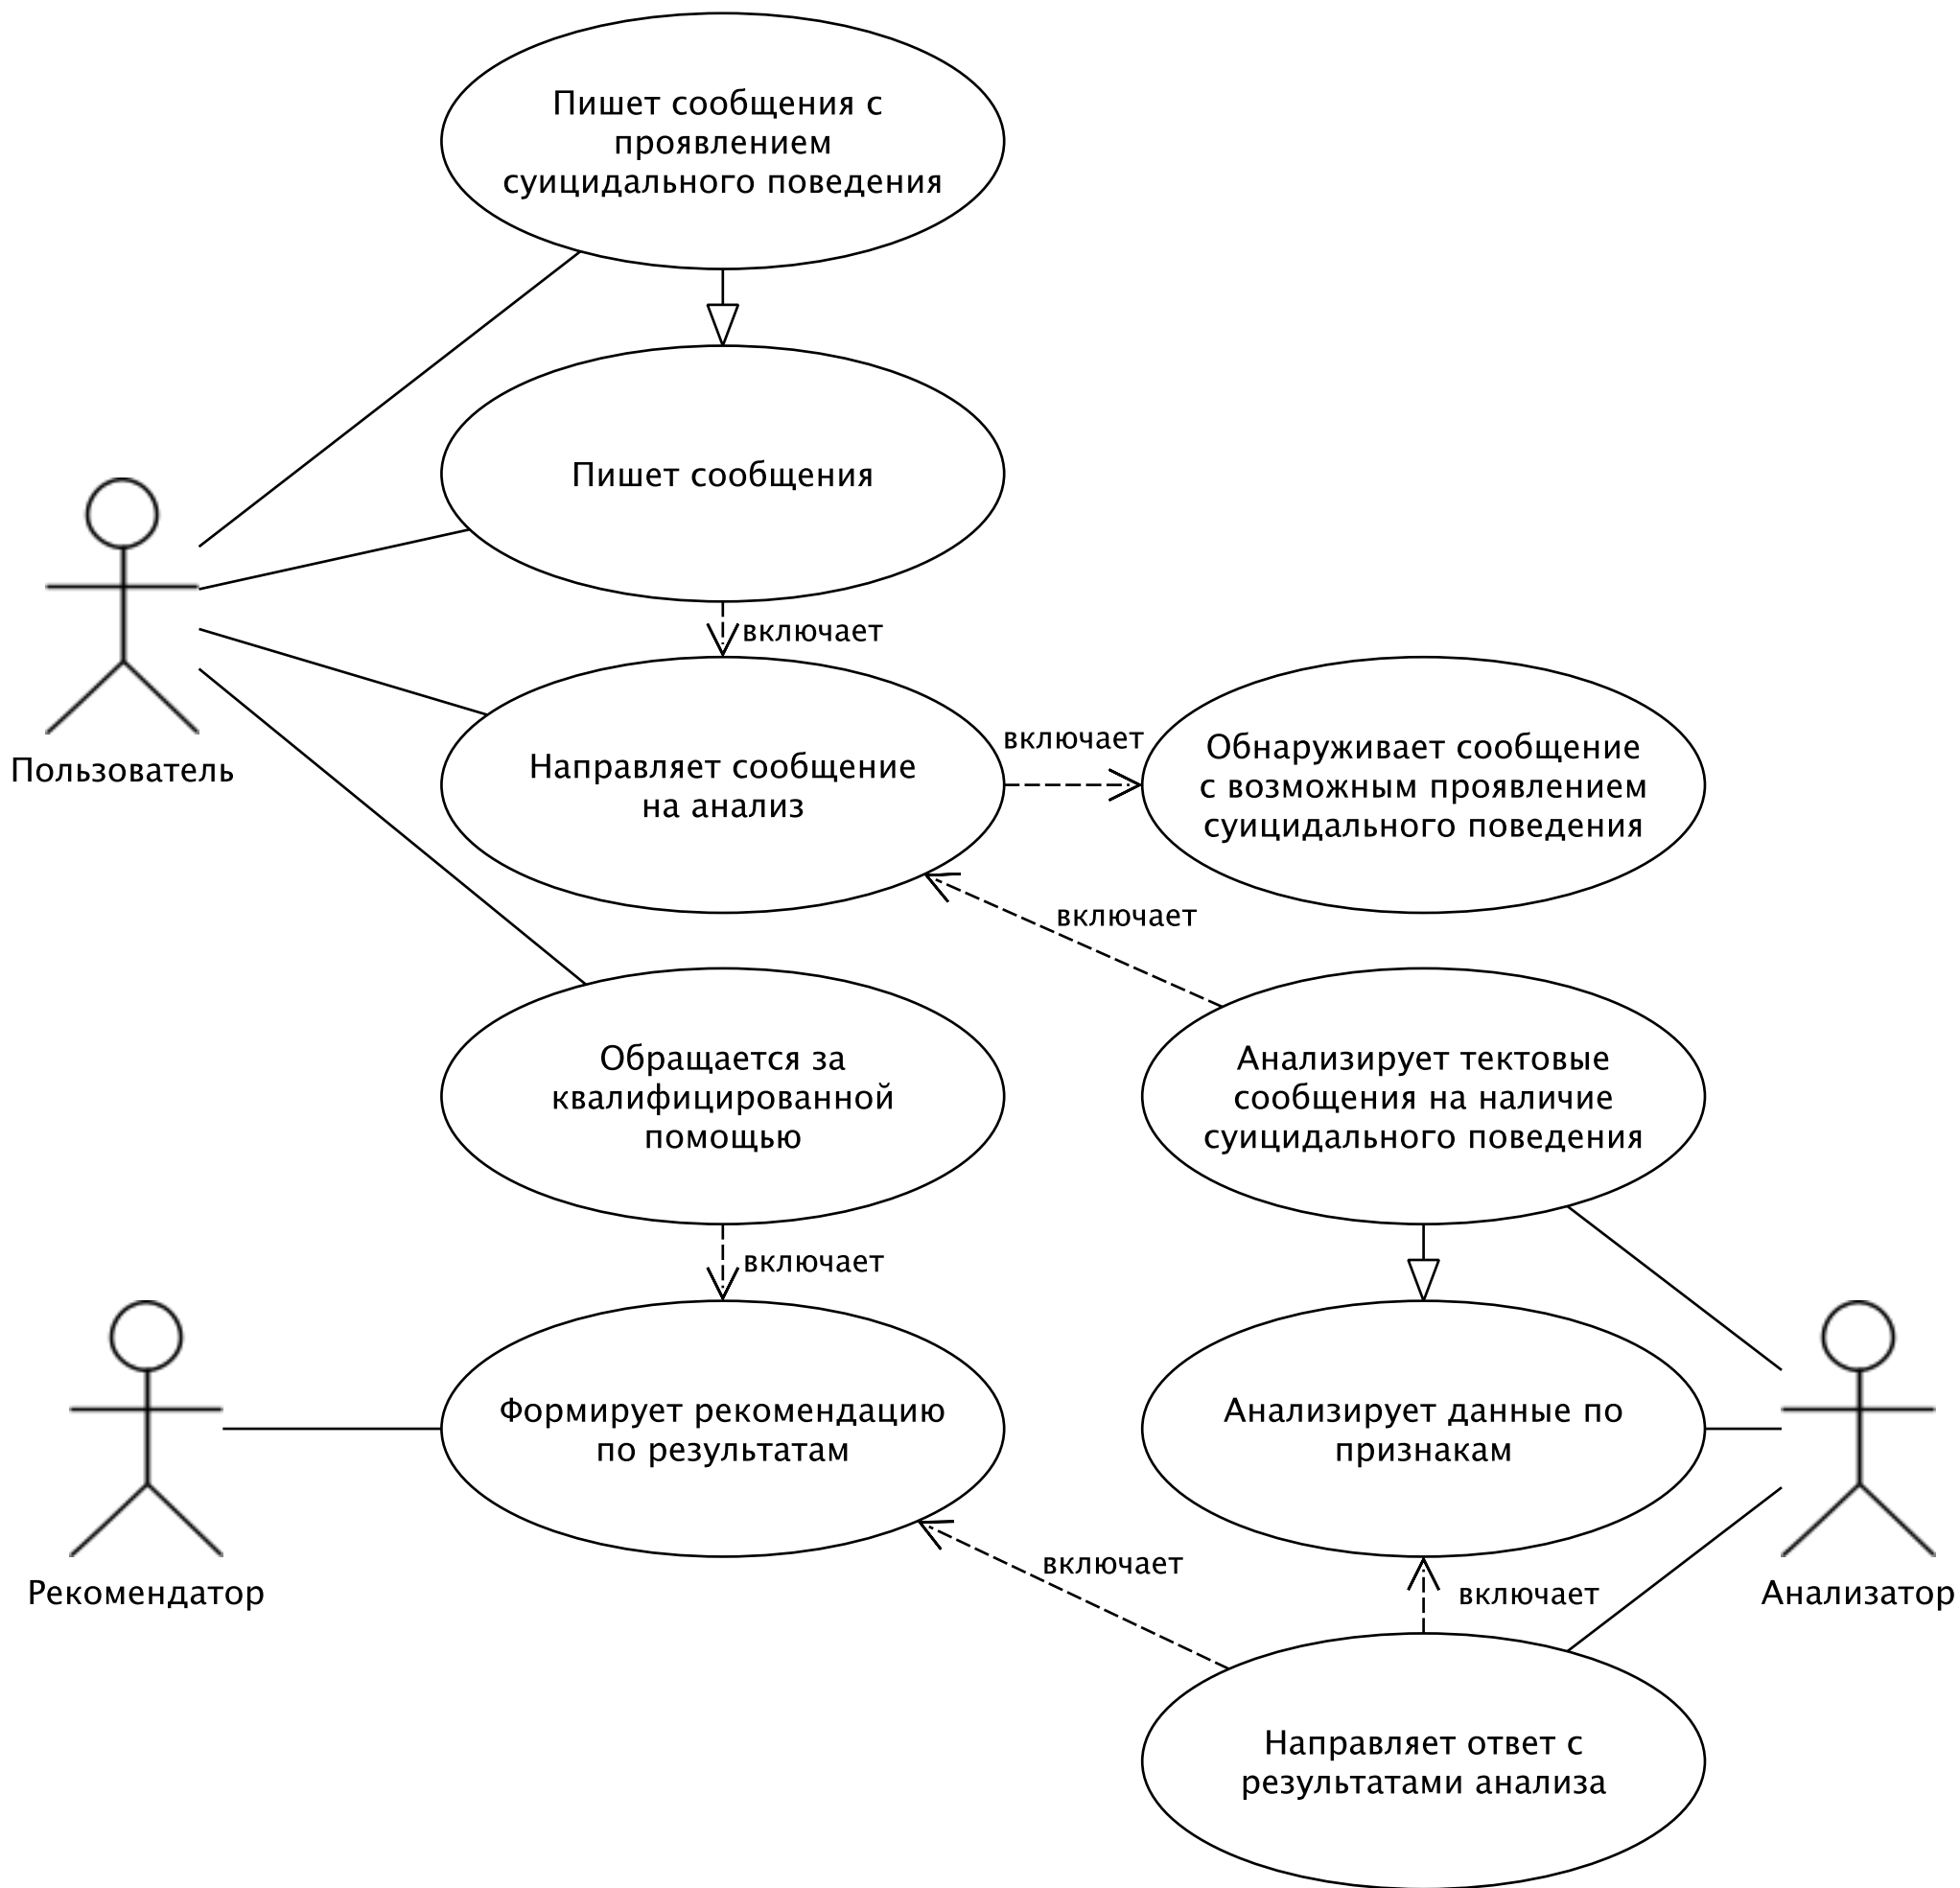 Пишет сообщения с
проявлением
суицидального поведения
Пишет сообщения
включает
Пользователь
Направляет сообщение
на анализ
включает
Обнаруживает сообщение
с возможным проявлением
суицидального поведения
включает
Обращается за
квалифицированной
помощью
Анализирует тектовые
сообщения на наличие
суицидального поведения
включает
Формирует рекомендацию
по результатам
Анализирует данные по
признакам
Рекомендатор
включает
включает
Анализатор
Направляет ответ с
результатами анализа